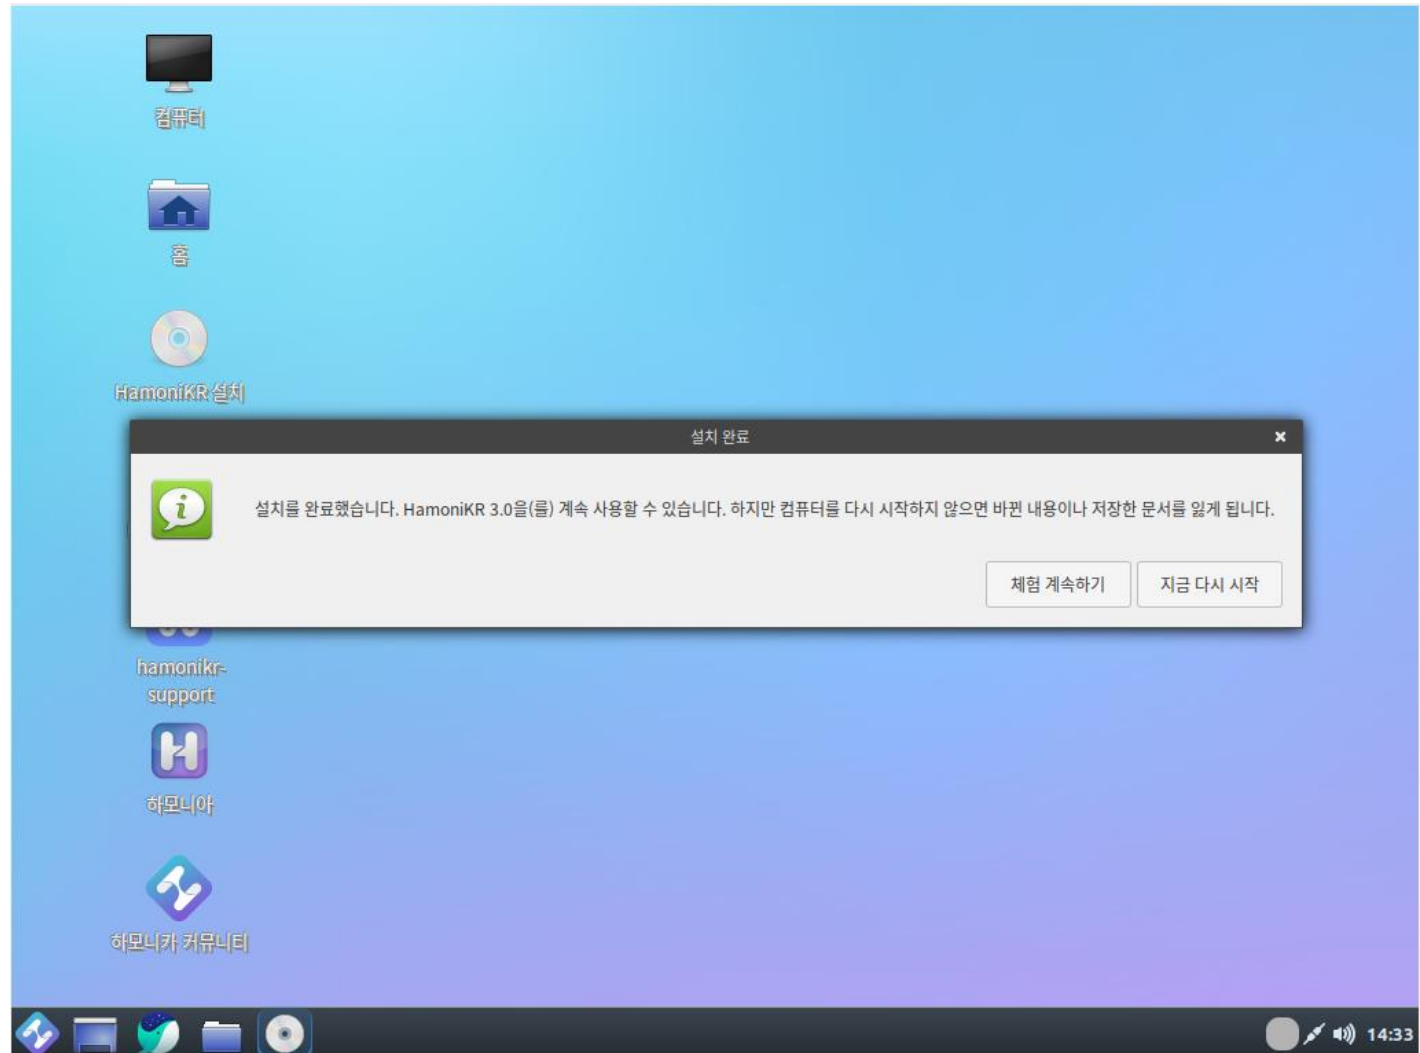 컴퓨터
홈
HamoniKR 설치
설치 완료
설치를 완료했습니다. HamoniKR 3.0을(를) 계속 사용할 수 있습니다. 하지만 컴퓨터를 다시 시작하지 않으면 바뀐 내용이나 저장한 문서를 잃게 됩니다.
체험 계속하기
지금 다시 시작
hamonikr-
support
하모니아
하모니카 커뮤니티
14:33